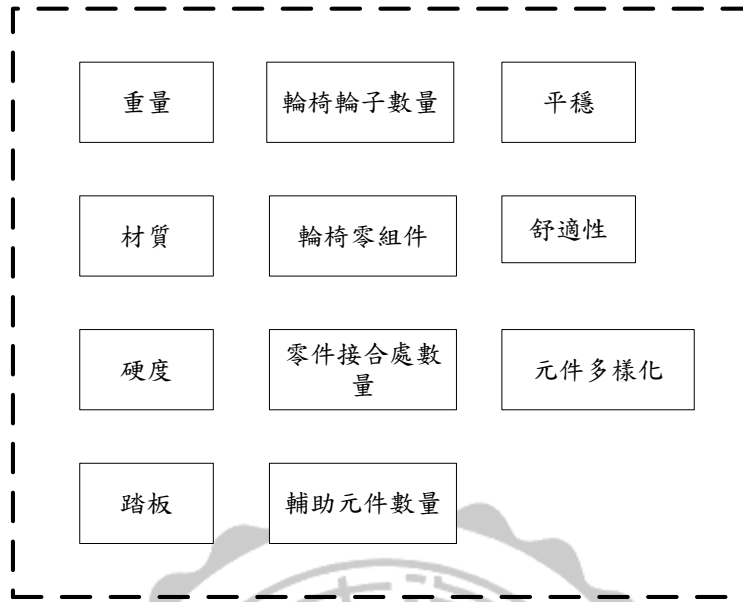 重量
輪椅輪子數量
平穩
材質
輪椅零組件
舒適性
硬度
零件接合處數
量
元件多樣化
踏板
輔助元件數量